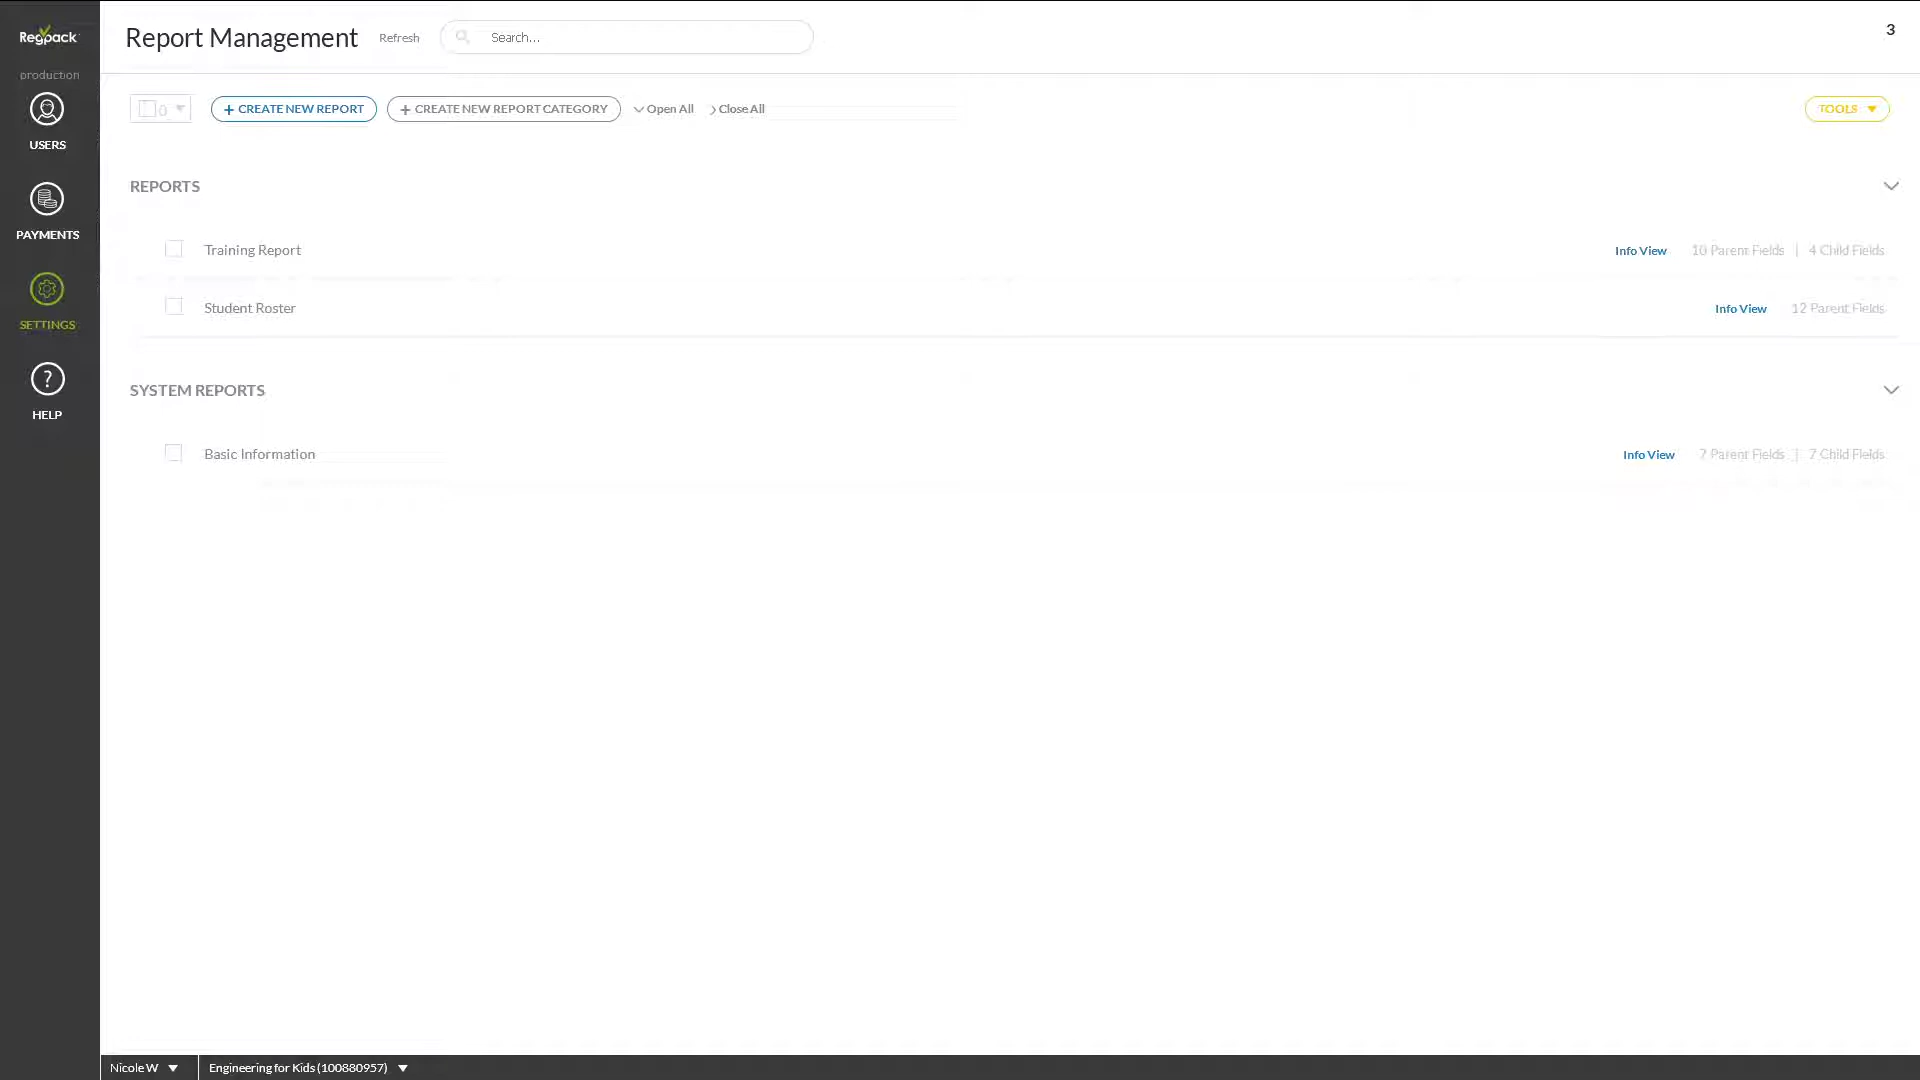 Regpack
production
USERS
PAYMENTS
SETTINGS
? HELP
Report Management Refresh Search... 3
0 + CREATE NEW REPORT + CREATE NEW REPORT CATEGORY Open All Close All TOOLS
REPORTS
Training Report Info View 10 Parent Fields | 4 Child Fields
Student Roster Info View 12 Parent Fields
SYSTEM REPORTS
Basic Information Info View 7 Parent Fields | 7 Child Fields
Nicole W Engineering for Kids (100880957)